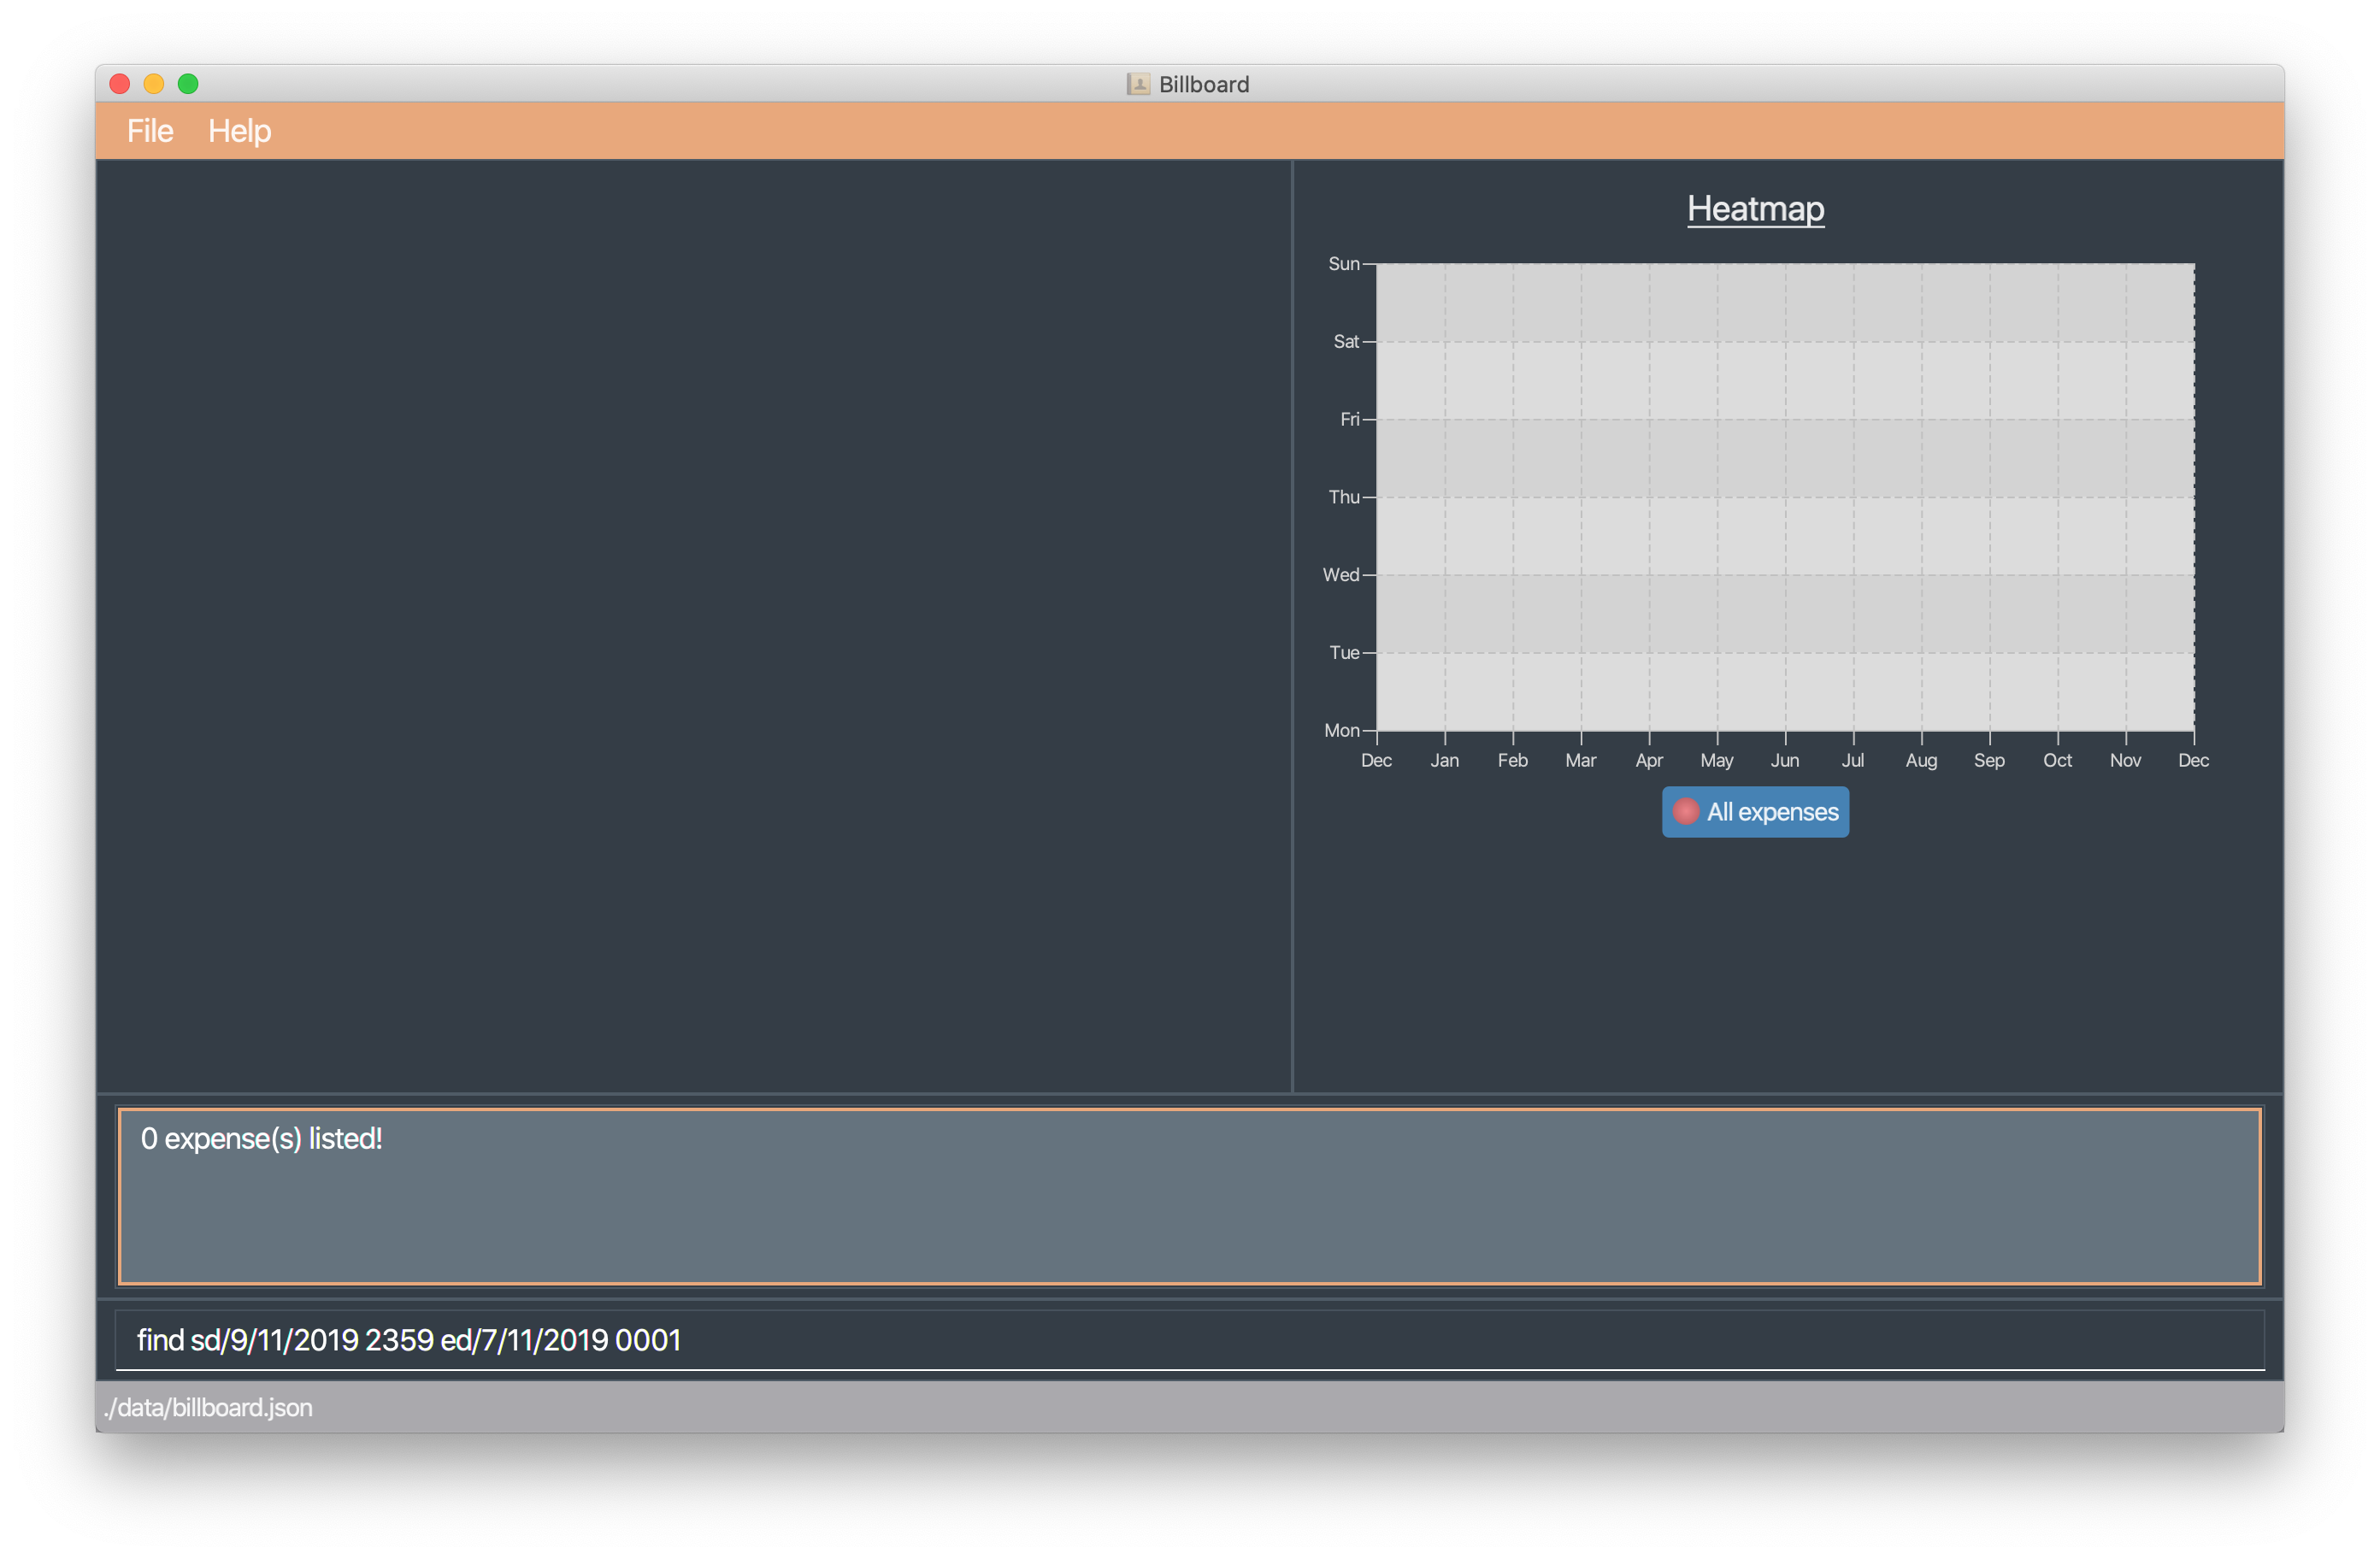 Billboard
File Help
Heatmap
Sun
Sat
Fri
Thu
Wed
Tue
Mon
Dec Jan Feb Mar Apr May Jun Jul Aug Sep Oct Nov Dec
All expenses
0 expense(s) listed!
find sd/9/11/2019 2359 ed/7/11/2019 0001
./data/billboard.json